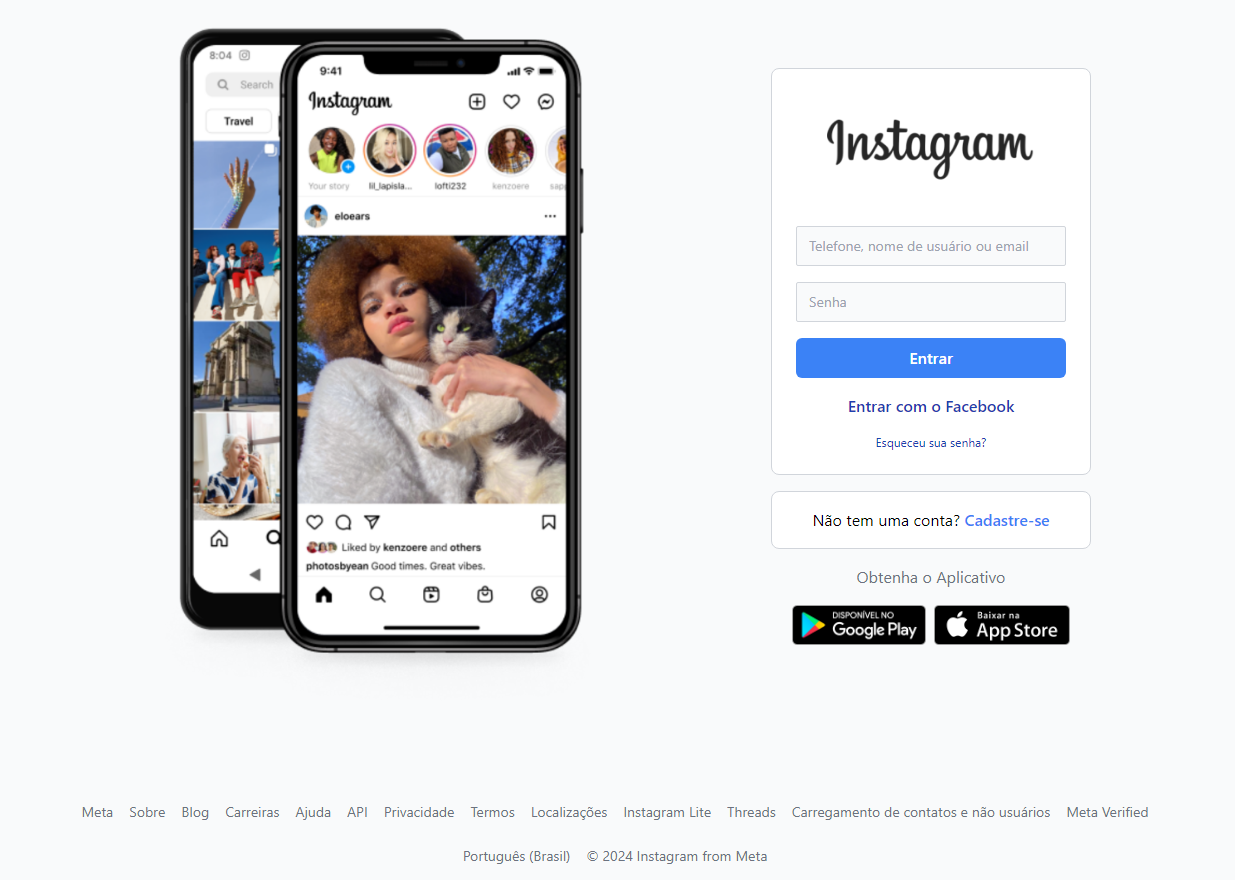 8:04
Search
Travel
9:41
Instagram
Your story
lil_lapisla...
lofti232
kenzoere
sap
eloears
Liked by kenzoere and others
photosbyean Good times. Great vibes.
Instagram
Telefone, nome de usuário ou email
Senha
Entrar
Entrar com o Facebook
Esqueceu sua senha?
Não tem uma conta? Cadastre-se
Obtenha o Aplicativo
DISPONÍVEL NO
Google Play
Baixar na
App Store
Meta Sobre Blog Carreiras Ajuda API Privacidade Termos Localizações Instagram Lite Threads Carregamento de contatos e não usuários Meta Verified
Português (Brasil) © 2024 Instagram from Meta